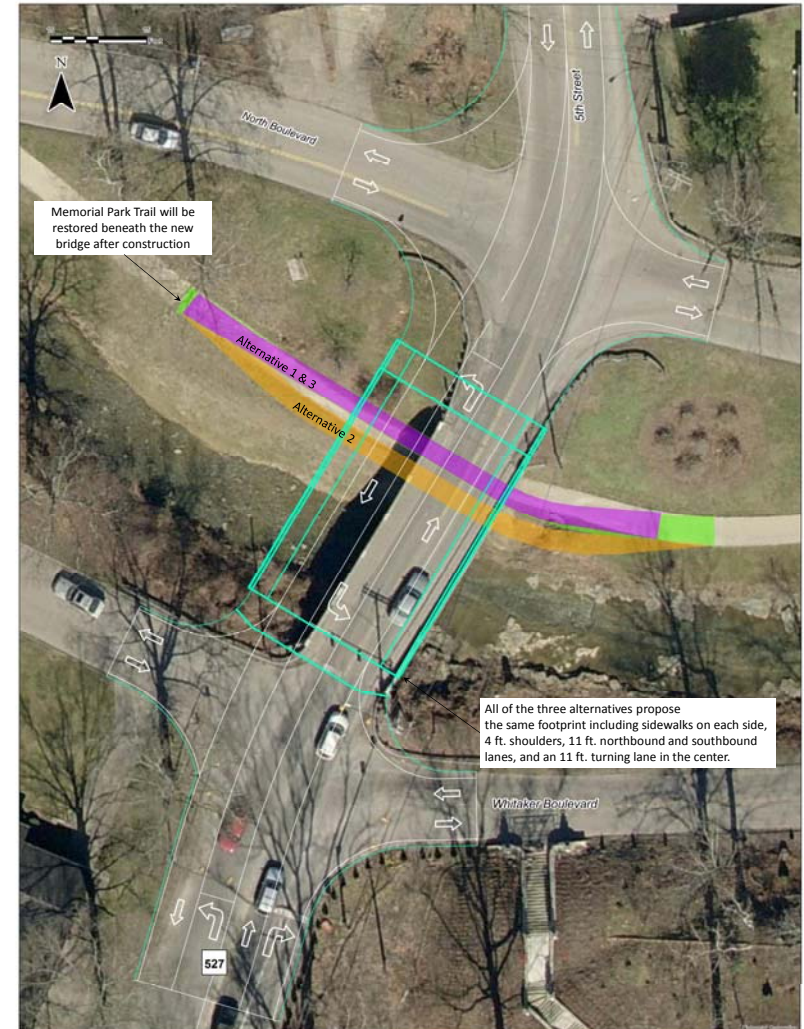 N
North Boulevard
5th Street
Memorial Park Trail will be
restored beneath the new
bridge after construction
Alternative 1 & 3
Alternative 2
All of the three alternatives propose
the same footprint including sidewalks on each side,
4 ft. shoulders, 11 ft. northbound and southbound
lanes, and an 11 ft. turning lane in the center.
Whitaker Boulevard
527